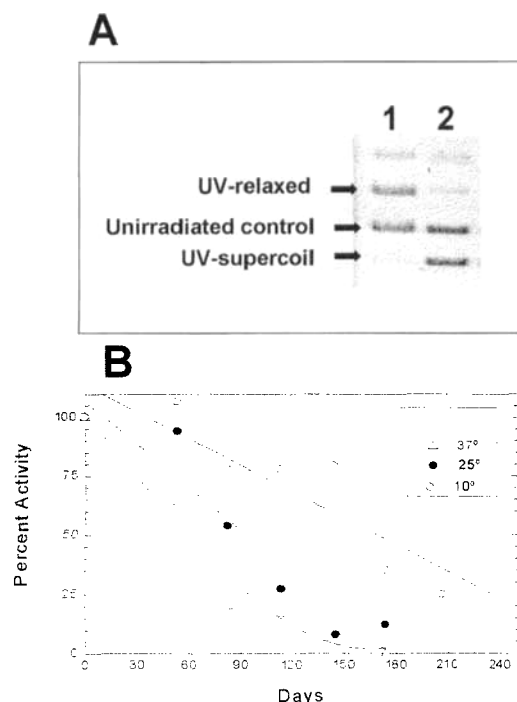 A
1 2
UV-relaxed
Unirradiated control
UV-supercoil
B
Percent Activity
100
75
50
25
0
37°
25°
10°
0 30 60 90 120 150 180 210 240
Days